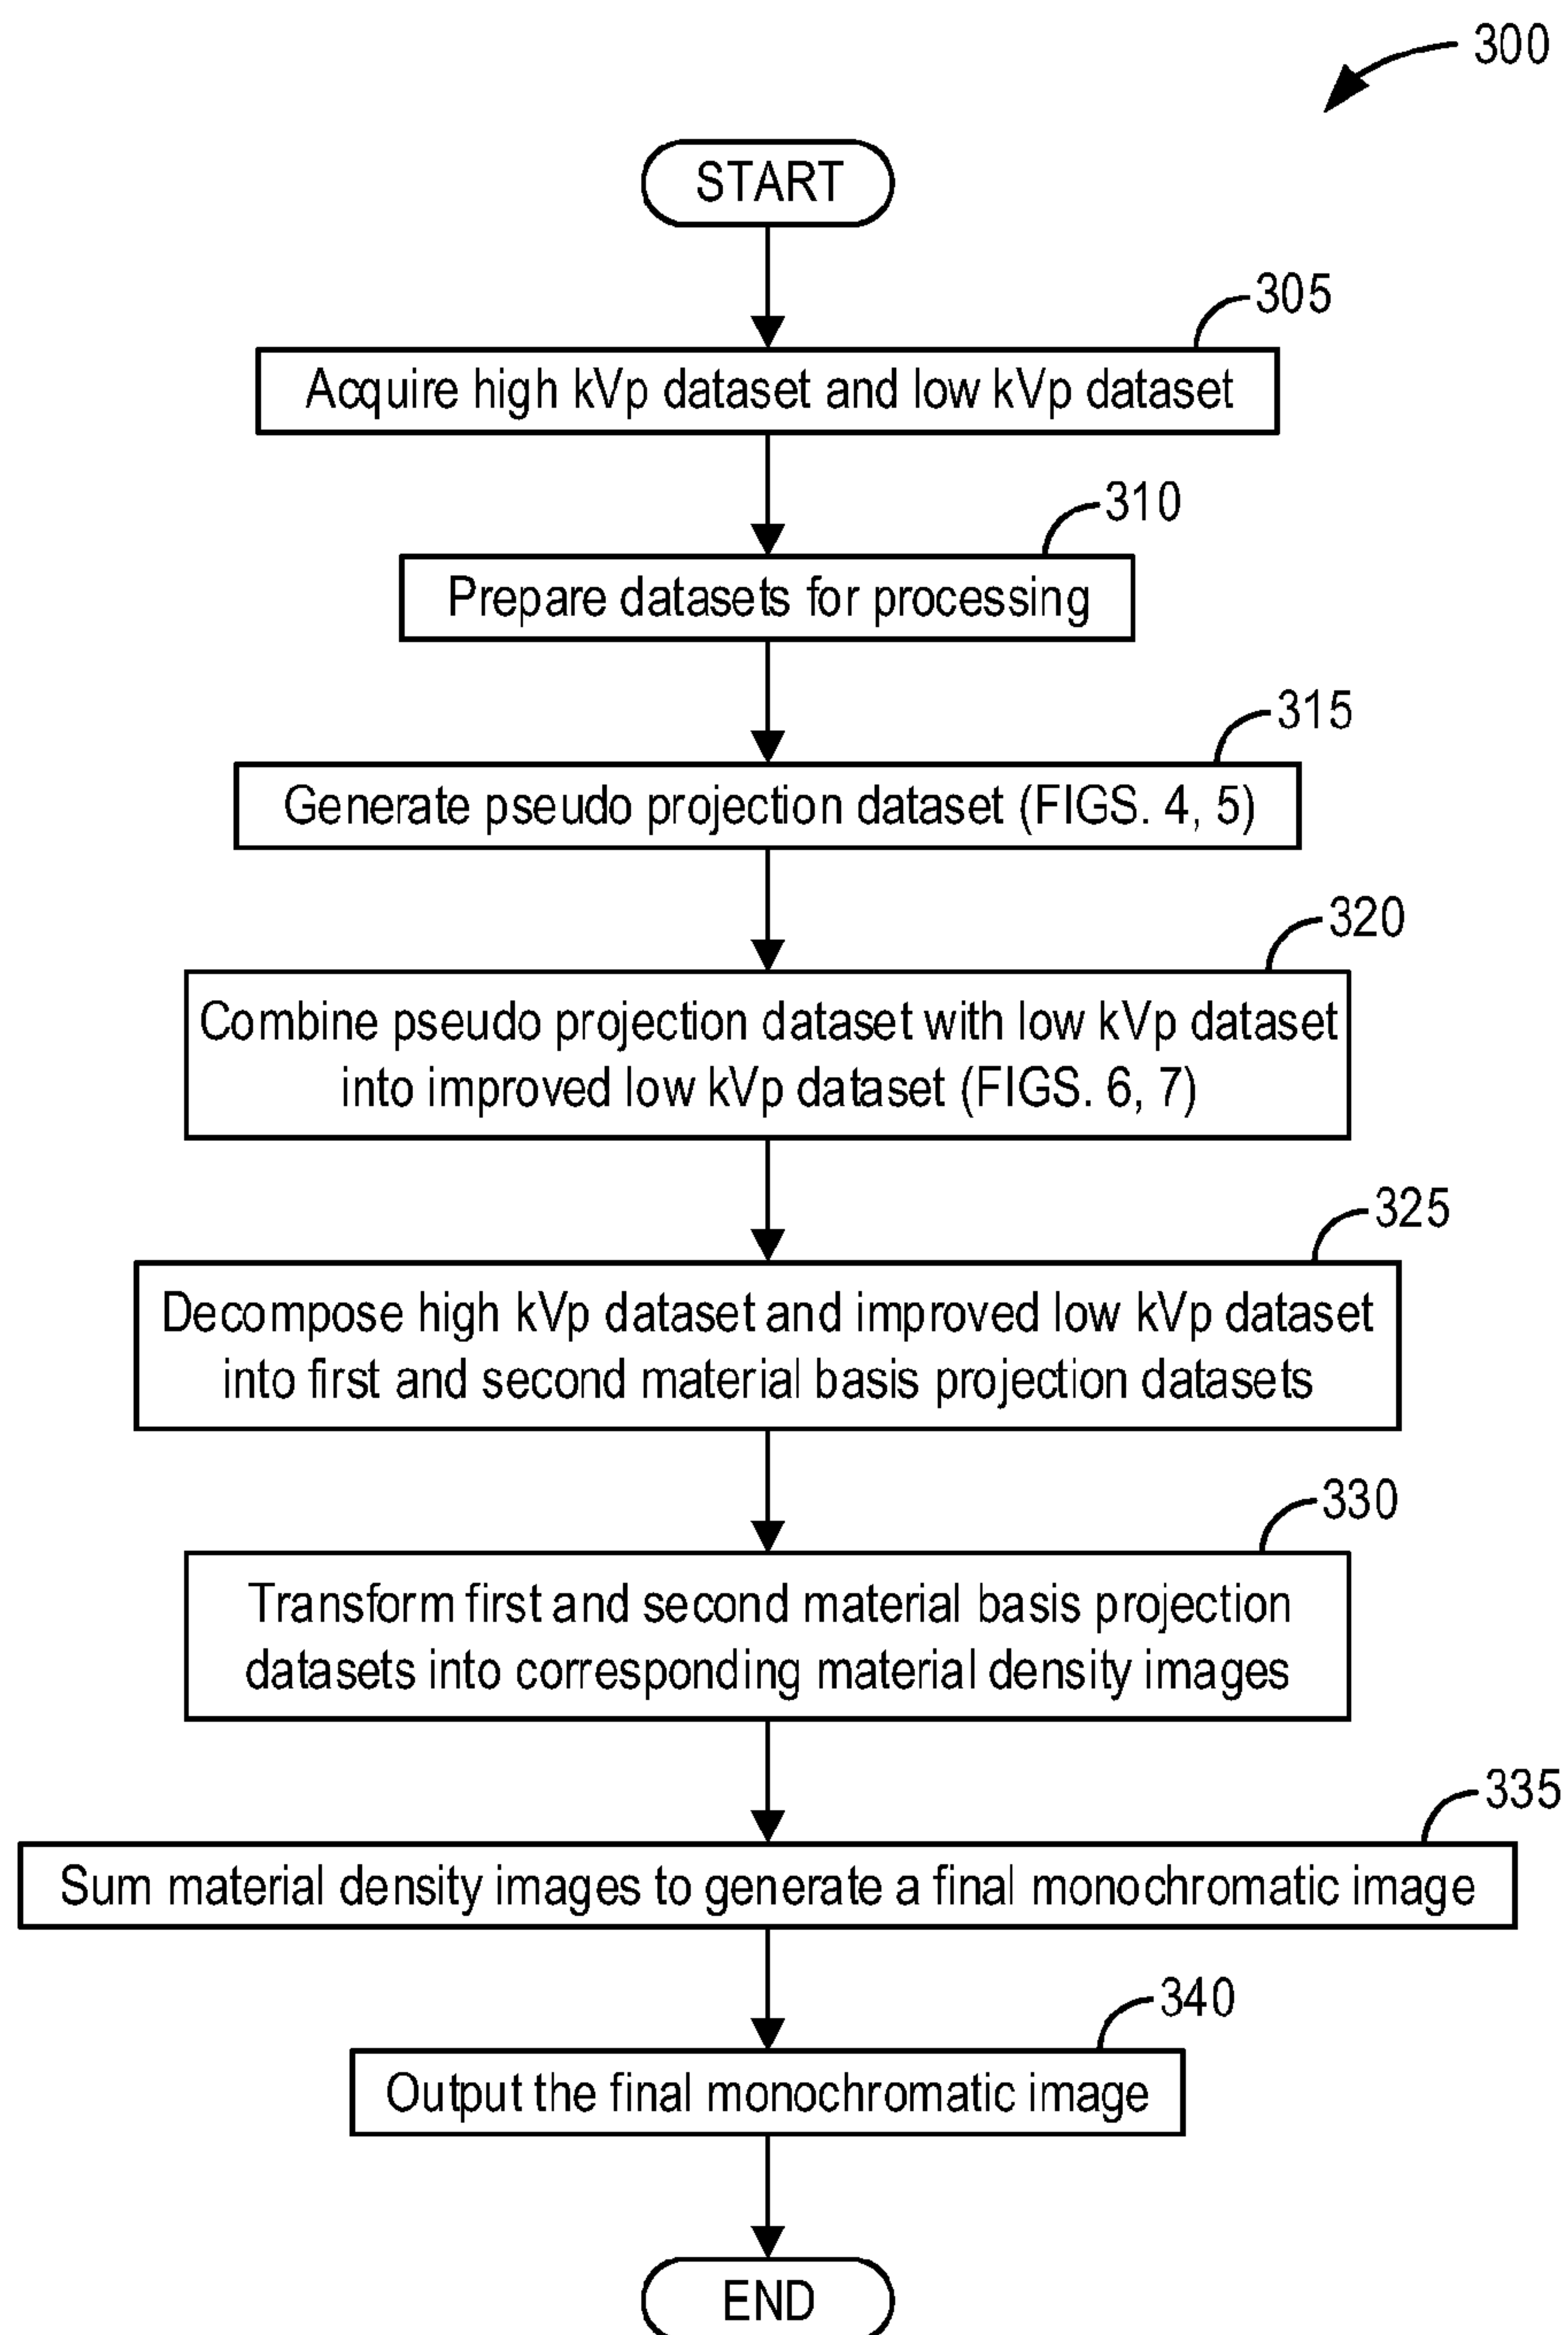 300
START
305
Acquire high kVp dataset and low kVp dataset
310
Prepare datasets for processing
315
Generate pseudo projection dataset (FIGS. 4, 5)
320
Combine pseudo projection dataset with low kVp dataset
into improved low kVp dataset (FIGS. 6, 7)
325
Decompose high kVp dataset and improved low kVp dataset
into first and second material basis projection datasets
330
Transform first and second material basis projection
datasets into corresponding material density images
335
Sum material density images to generate a final monochromatic image
340
Output the final monochromatic image
END